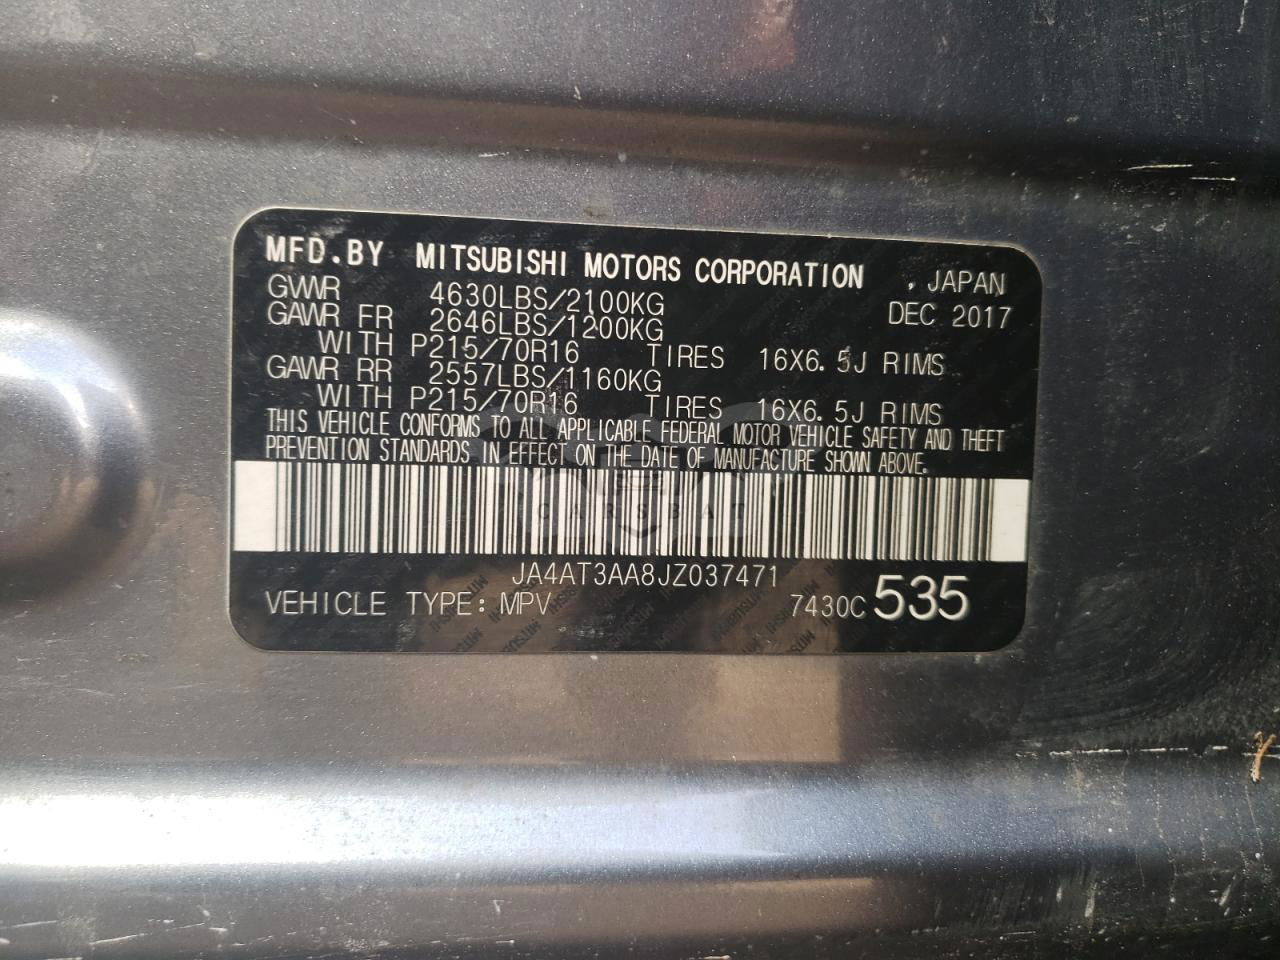 MFD.BY MITSUBISHI MOTORS CORPORATION , JAPAN
GWWR 4630LBS/2100KG DEC 2017
GAWR FR 2646LBS/1200KG
WITH P215/70R16 TIRES 16X6.5J RIMS
GAWR RR 2557LBS/1160KG
WITH P215/70R16 TIRES 16X6.5J RIMS
THIS VEHICLE CONFORMS TO ALL APPLICABLE FEDERAL MOTOR VEHICLE SAFETY AND THEFT
PREVENTION STANDARDS IN EFFECT ON THE DATE OF MANUFACTURE SHOWN ABOVE.
CARSBAT
JA4AT3AA8JZ037471
VEHICLE TYPE: MPV 7430C 535